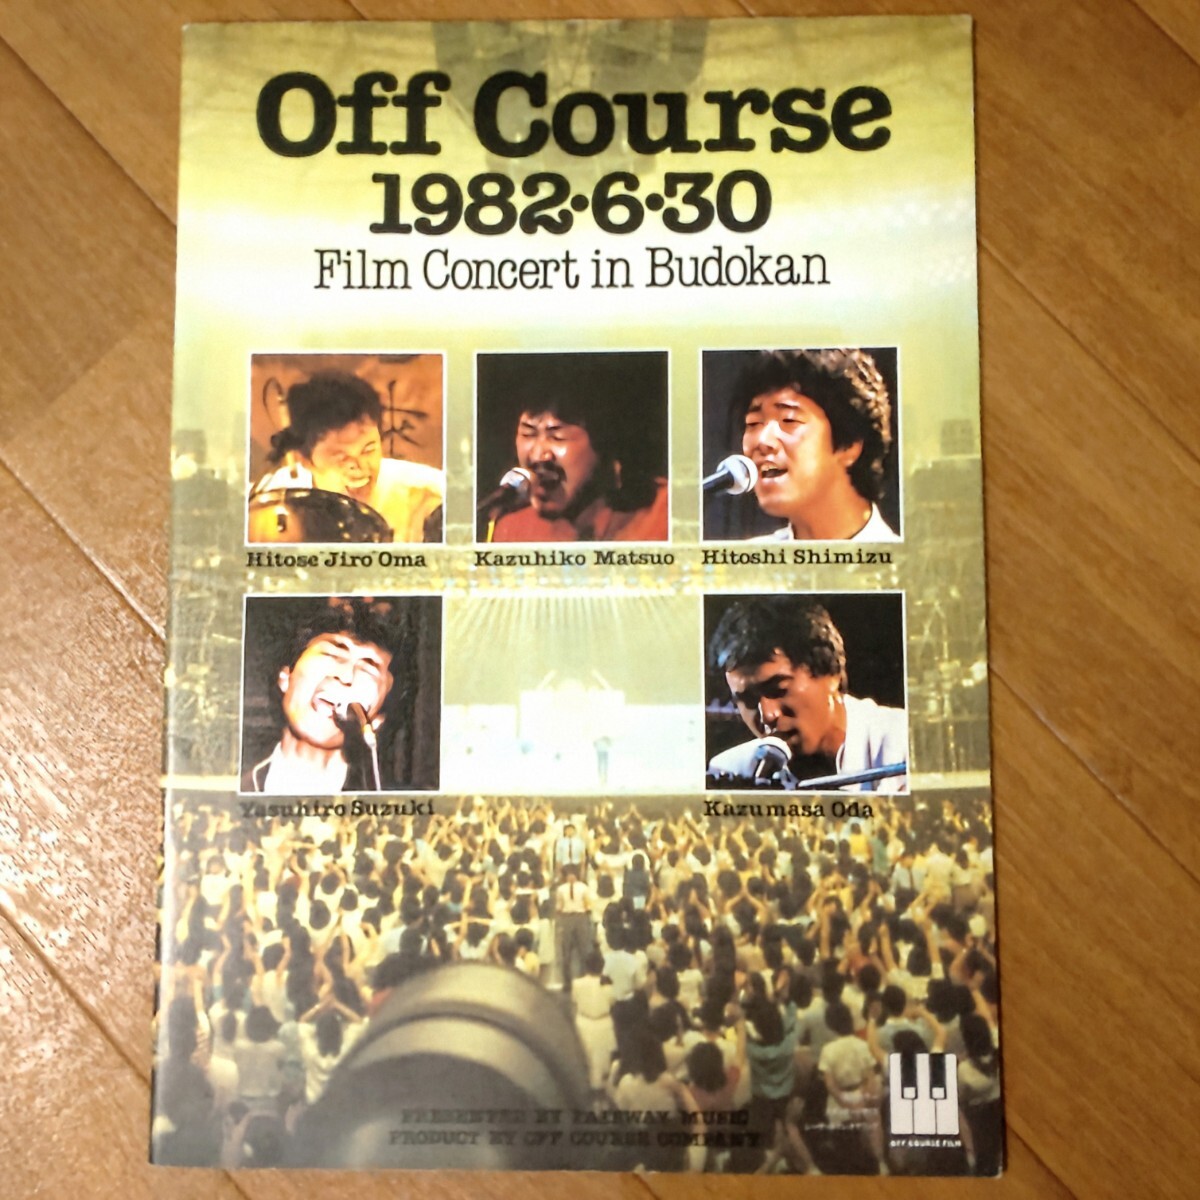 Off Course
1982·6·30
Film Concert in Budokan
Hitose "Jiro" Oma
Kazuhiko Matsuo
Hitoshi Shimizu
Yasuhiro Suzuki
Kazumasa Oda
PRESENTED BY FAIRWAY MUSIC
PRODUCT BY OFF COURSE COMPANY
OFF COURSE FILM